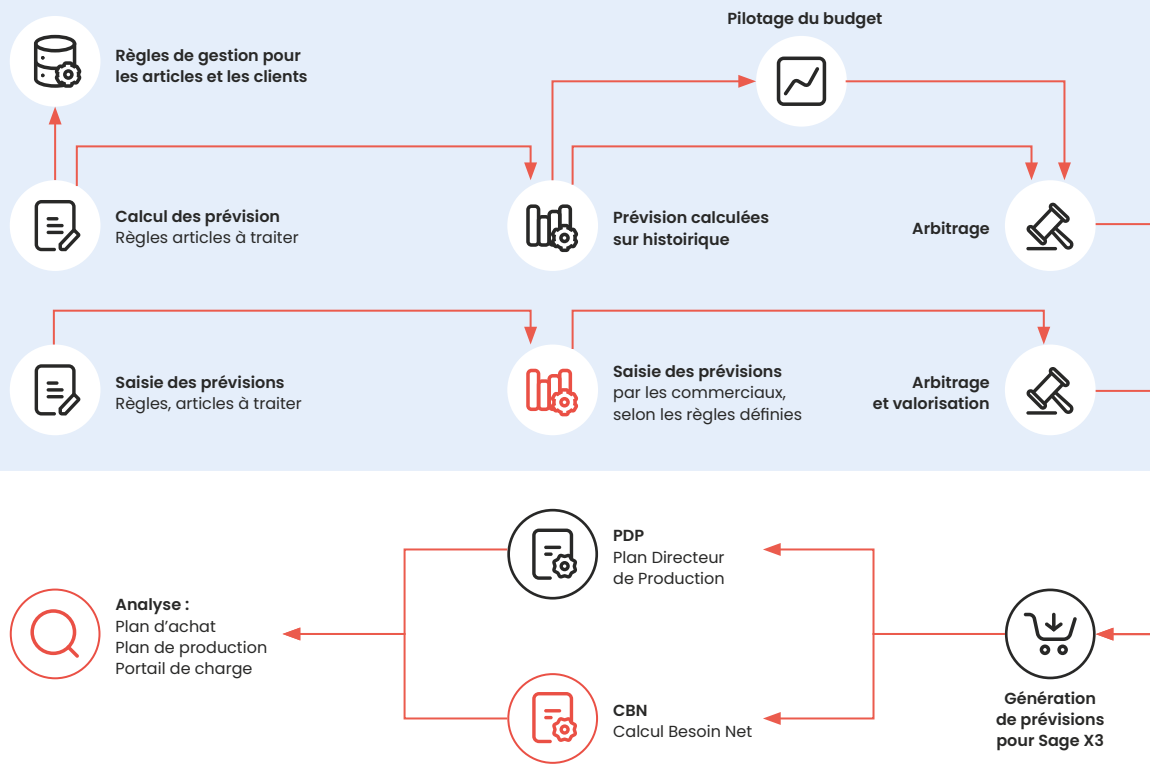 Pilotage du budget
Règles de gestion pour
les articles et les clients
Calcul des prévision
Règles articles à traiter
Prévision calculées
sur histoirique
Arbitrage
Saisie des prévisions
Règles, articles à traiter
Saisie des prévisions
par les commerciaux,
selon les règles définies
Arbitrage
et valorisation
PDP
Plan Directeur
de Production
Analyse :
Plan d’achat
Plan de production
Portail de charge
CBN
Calcul Besoin Net
Génération
de prévisions
pour Sage X3